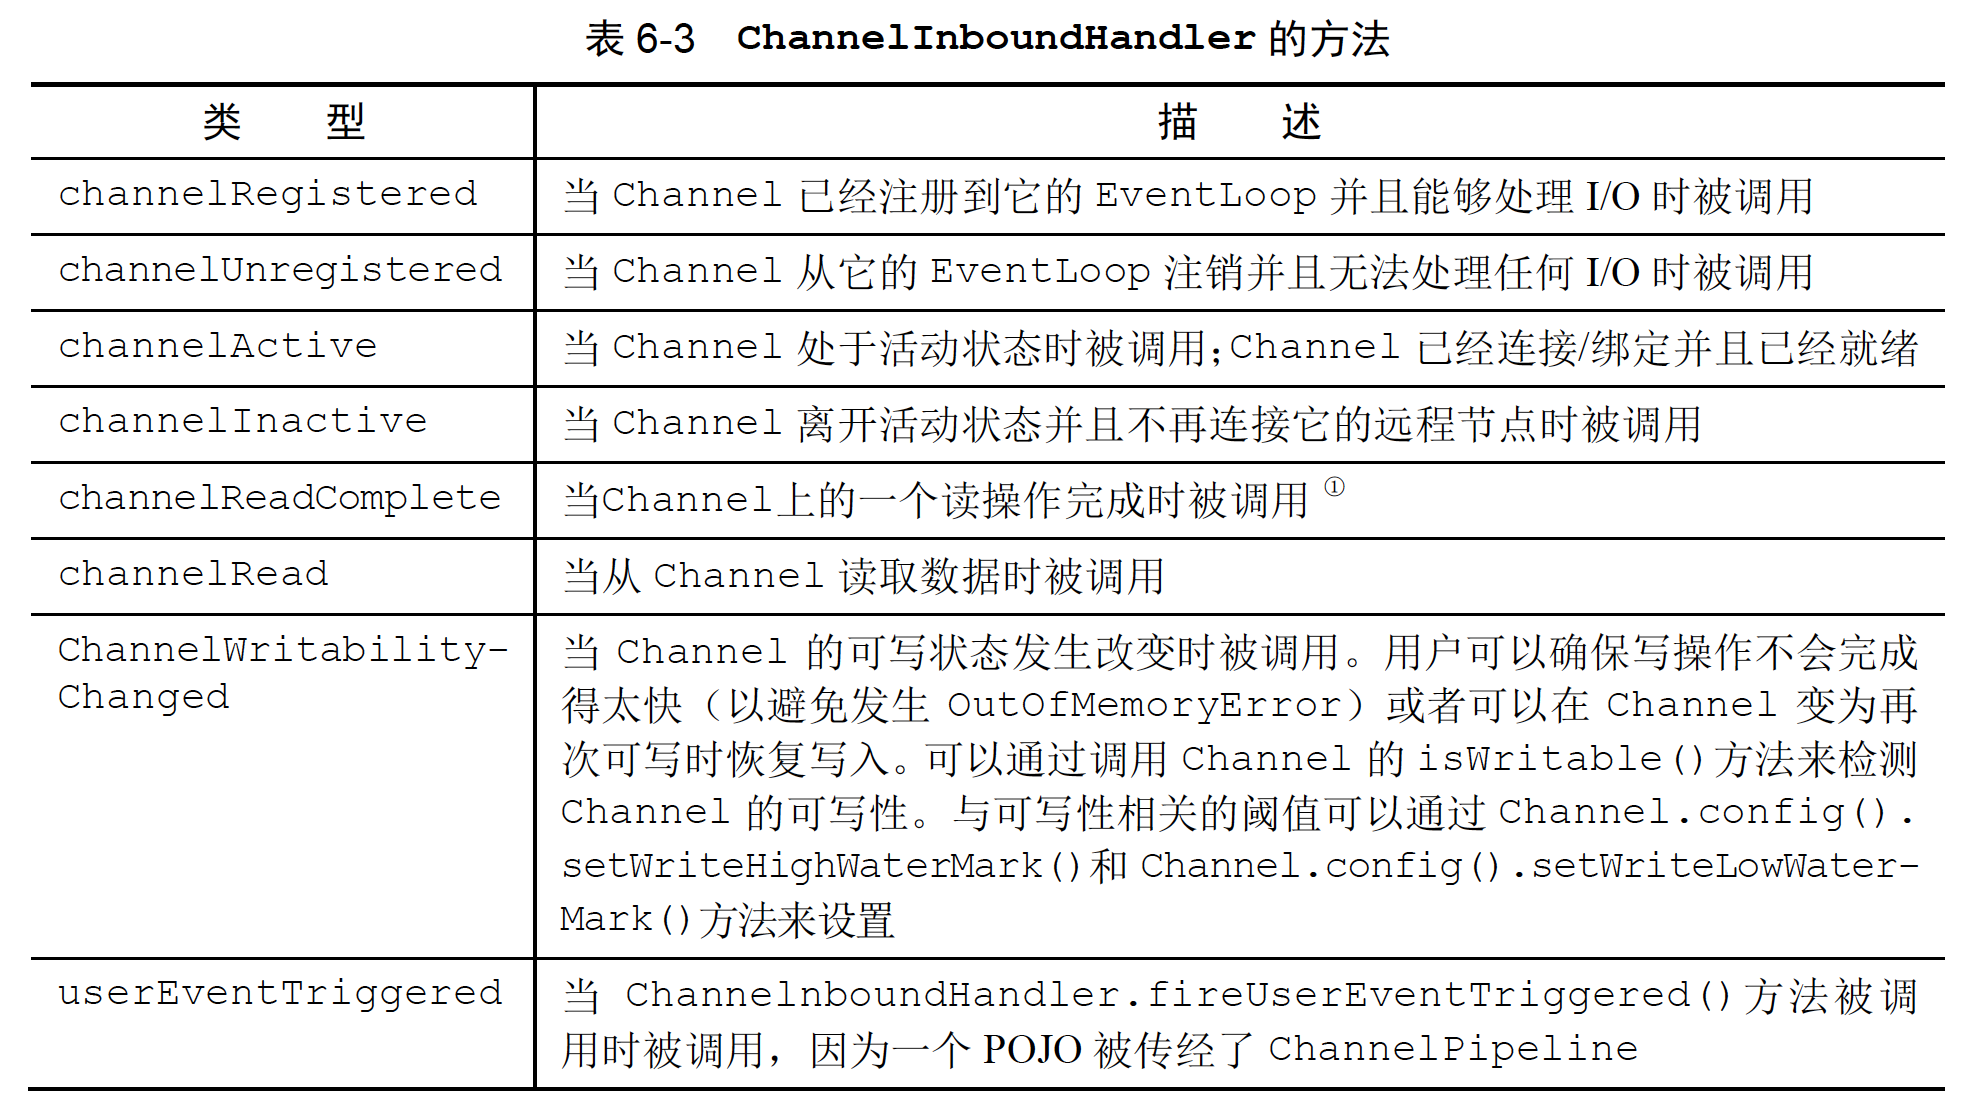 表 6-3 ChannelInboundHandler 的方法
类 型
描 述
channelRegistered
当 Channel 已经注册到它的 EventLoop 并且能够处理 I/O 时被调用
channelUnregistered
当 Channel 从它的 EventLoop 注销并且无法处理任何 I/O 时被调用
channelActive
当 Channel 处于活动状态时被调用；Channel 已经连接/绑定并且已经就绪
channelInactive
当 Channel 离开活动状态并且不再连接它的远程节点时被调用
channelReadComplete
当Channel上的一个读操作完成时被调用①
channelRead
当从 Channel 读取数据时被调用
ChannelWritability-
Changed
当 Channel 的可写状态发生改变时被调用。用户可以确保写操作不会完成
得太快（以避免发生 OutOfMemoryError）或者可以在 Channel 变为再
次可写时恢复写入。可以通过调用 Channel 的 isWritable()方法来检测
Channel 的可写性。与可写性相关的阈值可以通过 Channel.config().
setWriteHighWaterMark()和 Channel.config().setWriteLowWater-
Mark()方法来设置
userEventTriggered
当 ChannelnboundHandler.fireUserEventTriggered()方法被调
用时被调用，因为一个 POJO 被传经了 ChannelPipeline